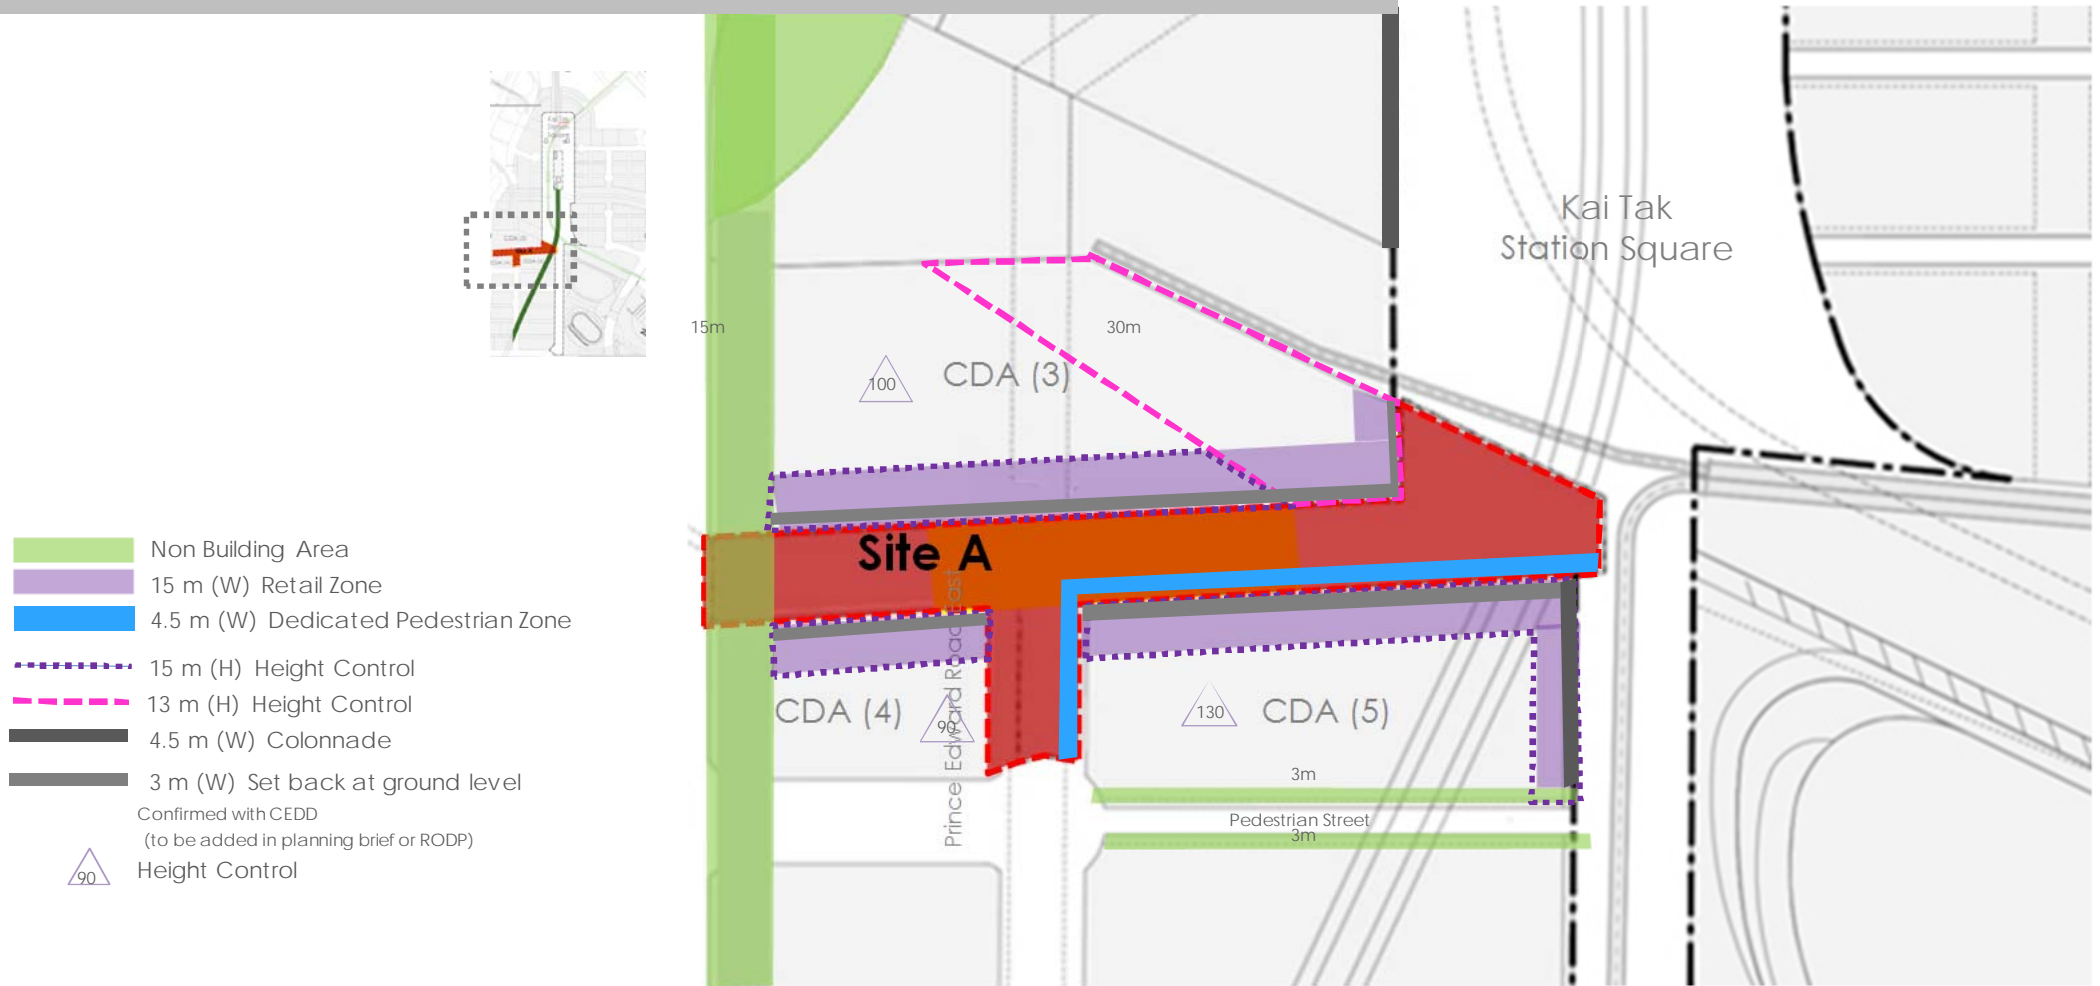 Kai Tak
Station Square
15m
30m
100
CDA (3)
Site A
Non Building Area
15 m (W) Retail Zone
4.5 m (W) Dedicated Pedestrian Zone
15 m (H) Height Control
13 m (H) Height Control
4.5 m (W) Colonnade
3 m (W) Set back at ground level
Confirmed with CEDD
(to be added in planning brief or RODP)
90
Height Control
CDA (4)
90
Prince Edward Road East
130
CDA (5)
3m
Pedestrian Street
3m